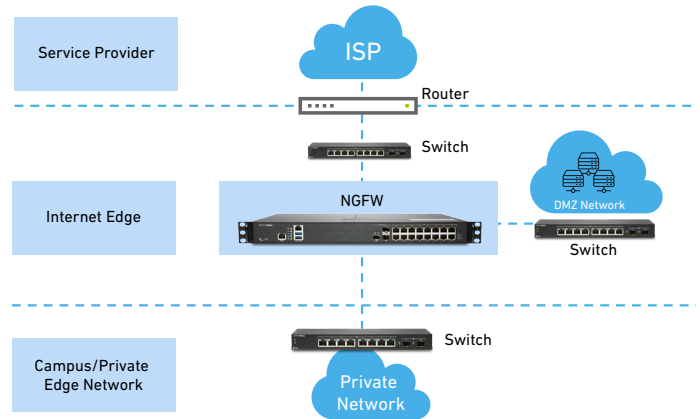 Service Provider
ISP
Router
Switch
Internet Edge
NGFW
DMZ Network
Switch
Campus/Private
Edge Network
Switch
Private
Network